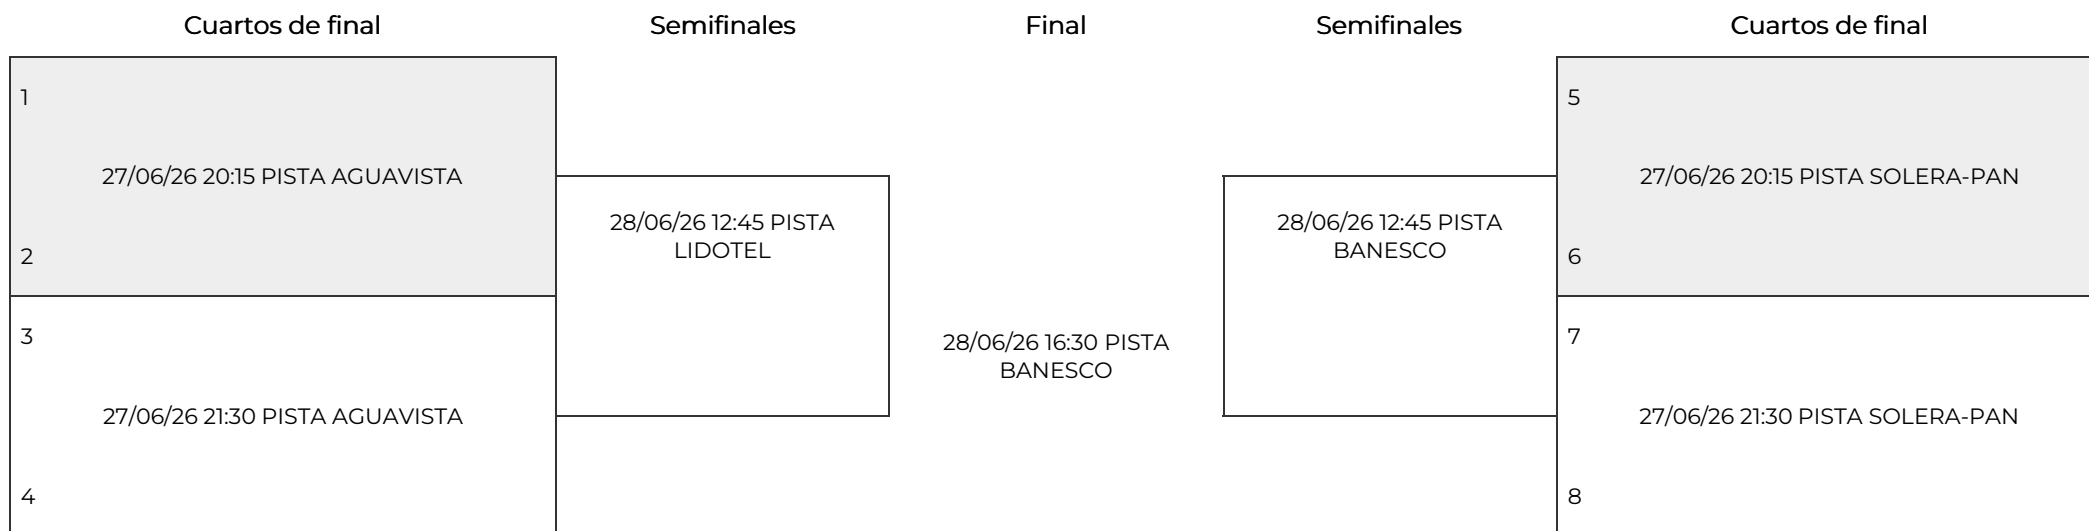 Cuartos de final
Semifinales
Final
Semifinales
Cuartos de final
1
27/06/26 20:15 PISTA AGUAVISTA
2
3
27/06/26 21:30 PISTA AGUAVISTA
4
28/06/26 12:45 PISTA
LIDOTEL
28/06/26 16:30 PISTA
BANESCO
28/06/26 12:45 PISTA
BANESCO
5
27/06/26 20:15 PISTA SOLERA-PAN
6
7
27/06/26 21:30 PISTA SOLERA-PAN
8